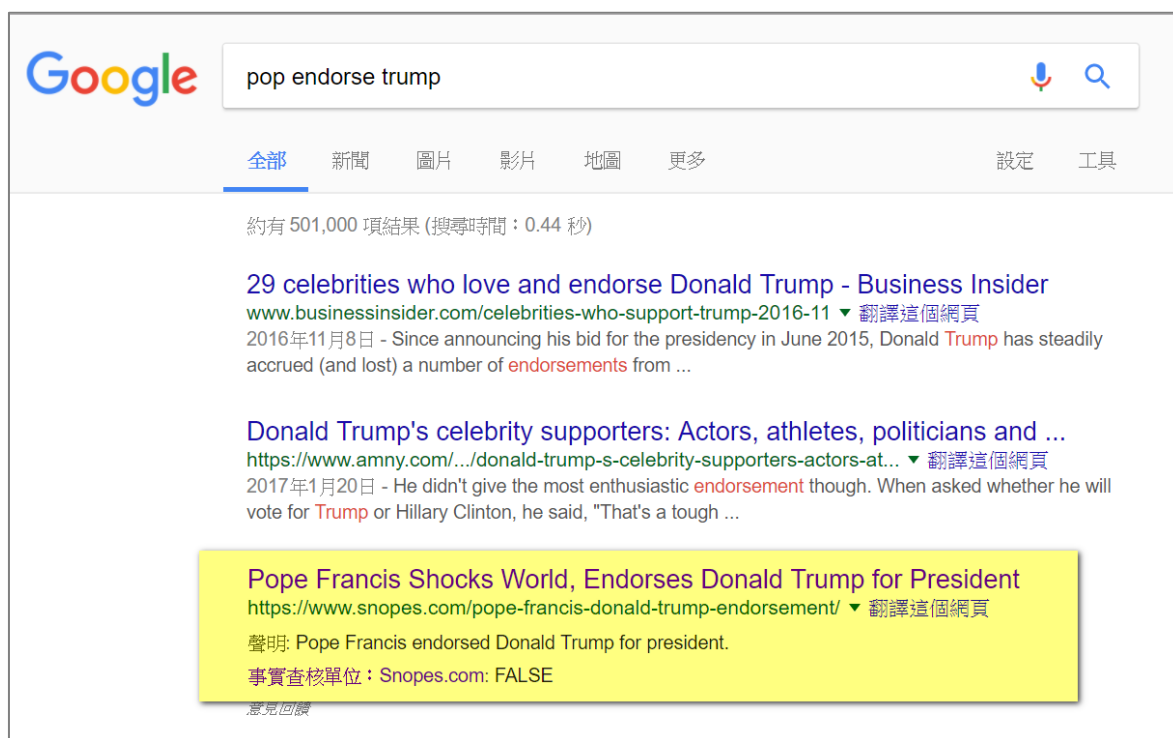 Google
pop endorse trump
全部 新聞 圖片 影片 地圖 更多 設定 工具
約有 501,000 項結果 (搜尋時間：0.44 秒)
29 celebrities who love and endorse Donald Trump - Business Insider
www.businessinsider.com/celebrities-who-support-trump-2016-11 ▼ 翻譯這個網頁
2016年11月8日 - Since announcing his bid for the presidency in June 2015, Donald Trump has steadily
accrued (and lost) a number of endorsements from ...
Donald Trump's celebrity supporters: Actors, athletes, politicians and ...
https://www.amny.com/.../donald-trump-s-celebrity-supporters-actors-at... ▼ 翻譯這個網頁
2017年1月20日 - He didn't give the most enthusiastic endorsement though. When asked whether he will
vote for Trump or Hillary Clinton, he said, "That's a tough ...
Pope Francis Shocks World, Endorses Donald Trump for President
https://www.snopes.com/pope-francis-donald-trump-endorsement/ ▼ 翻譯這個網頁
聲明: Pope Francis endorsed Donald Trump for president.
事實查核單位：Snopes.com: FALSE
意見回饋